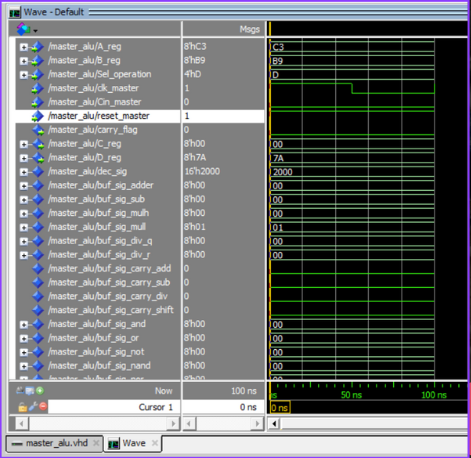 Wave - Default
Msgs
/master_alu/A_reg 8'hC3 C3
/master_alu/B_reg 8'hB9 B9
/master_alu/Sel_operation 4'hD D
/master_alu/clk_master 1
/master_alu/Cin_master 0
/master_alu/reset_master 1
/master_alu/carry_flag 0
/master_alu/C_reg 8'h00 00
/master_alu/D_reg 8'h7A 7A
/master_alu/dec_sig 16'h2000 2000
/master_alu/buf_sig_adder 8'h00 00
/master_alu/buf_sig_sub 8'h00 00
/master_alu/buf_sig_mulh 8'h00 00
/master_alu/buf_sig_mull 8'h01 01
/master_alu/buf_sig_div_q 8'h00 00
/master_alu/buf_sig_div_r 8'h00 00
/master_alu/buf_sig_carry_add 0
/master_alu/buf_sig_carry_sub 0
/master_alu/buf_sig_carry_div 0
/master_alu/buf_sig_carry_shift 0
/master_alu/buf_sig_and 8'h00 00
/master_alu/buf_sig_or 8'h00 00
/master_alu/buf_sig_not 8'h00 00
/master_alu/buf_sig_nand 8'h00 00
Now 100 ns 50 ns 100 ns
Cursor 1 0 ns 0 ns
master_alu.vhd Wave